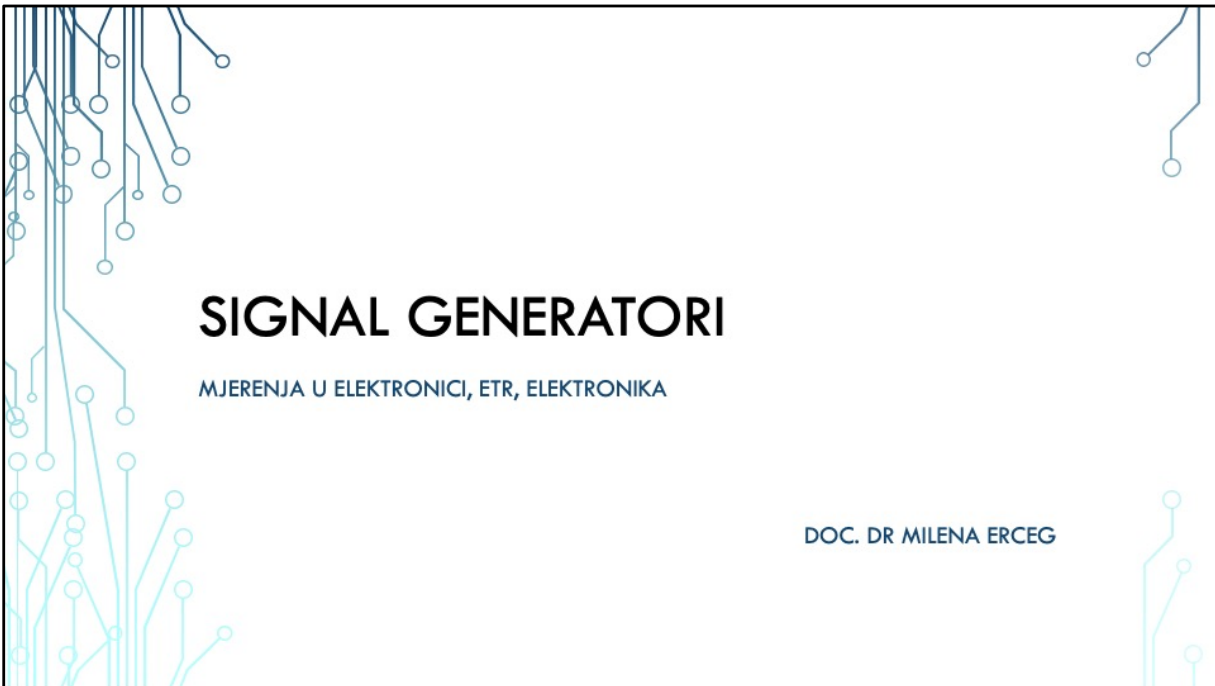 SIGNAL GENERATORI
MJERENJA U ELEKTRONICI, ETR, ELEKTRONIKA
DOC. DR MILENA ERCEG